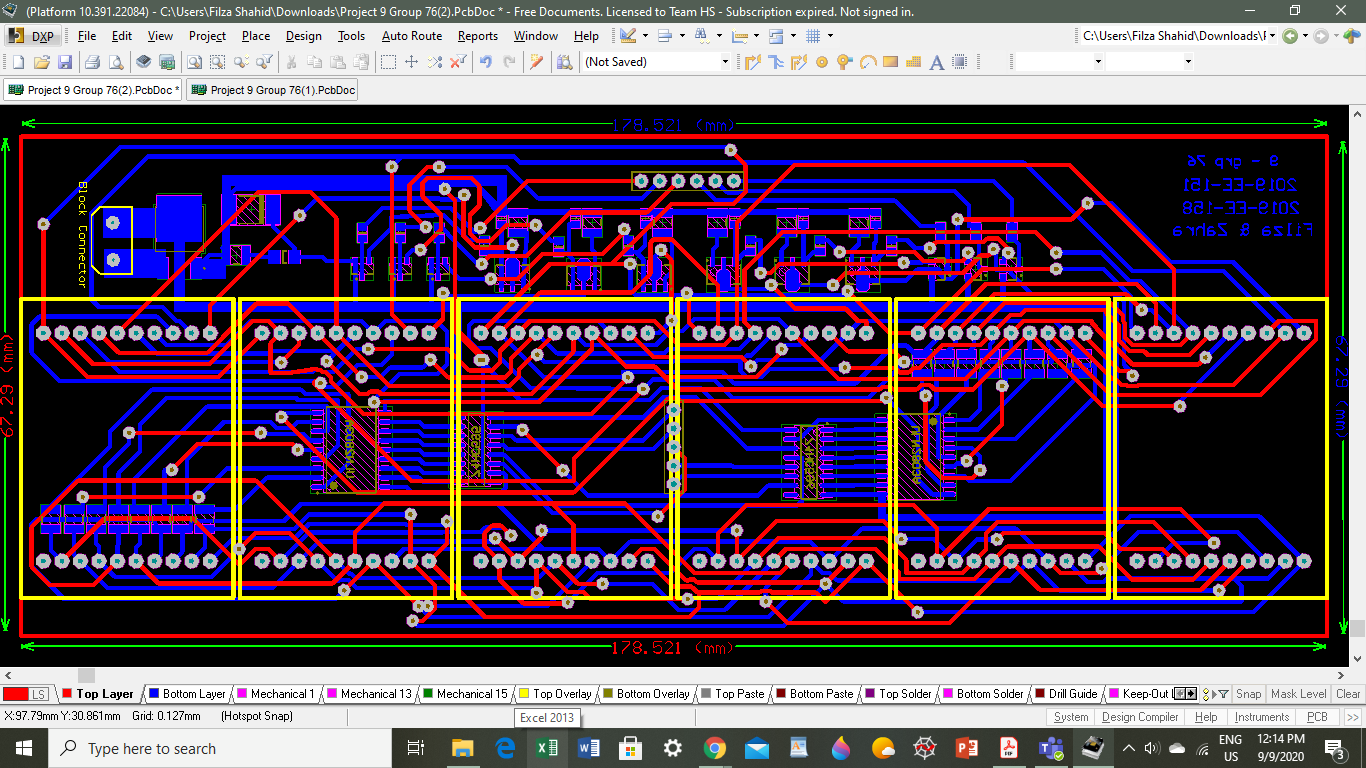 (Platform 10.391.22084) - C:\Users\Filza Shahid\Downloads\Project 9 Group 76(2).PcbDoc * - Free Documents. Licensed to Team HS - Subscription expired. Not signed in.
DXP File Edit View Project Place Design Tools Auto Route Reports Window Help C:\Users\Filza Shahid\Downloads\I
(Not Saved)
Project 9 Group 76(2).PcbDoc * Project 9 Group 76(1).PcbDoc
178.521 (mm)
9 - grp 76
2019-EE-151
2019-EE-158
Filza & Zahra
Block Connector
67.29 (mm)
67.29 (mm)
ULN2803A
ULN2803A
178.521 (mm)
LS Top Layer Bottom Layer Mechanical 1 Mechanical 13 Mechanical 15 Top Overlay Bottom Overlay Top Paste Bottom Paste Top Solder Bottom Solder Drill Guide Keep-Out Snap Mask Level Clear
X:97.79mm Y:30.861mm Grid: 0.127mm (Hotspot Snap) System Design Compiler Help Instruments PCB >>
Excel 2013
Type here to search
ENG
US
12:14 PM
9/9/2020
3